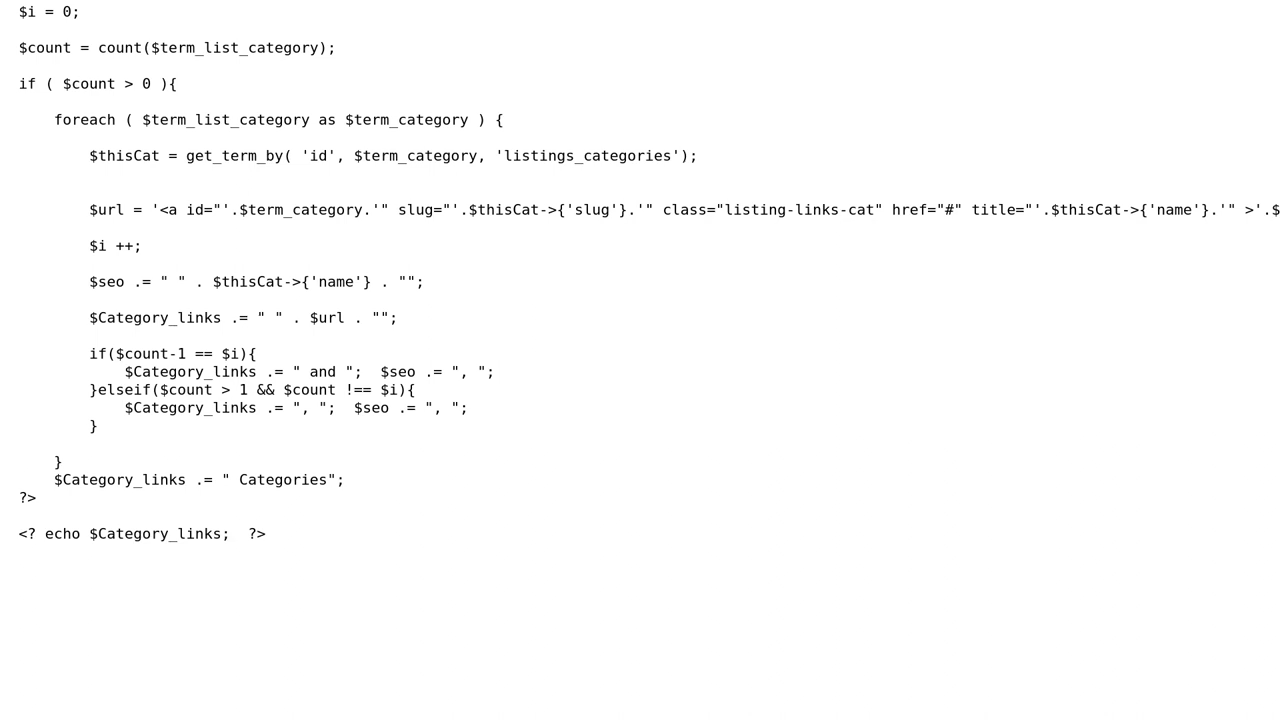 $i = 0;
$count = count($term_list_category);
if ( $count > 0 ){
foreach ( $term_list_category as $term_category ) {
$thisCat = get_term_by( 'id', $term_category, 'listings_categories');
$url = '<a id="'.$term_category.'" slug="'.$thisCat->{'slug'}.'" class="listing-links-cat" href="#" title="'.$thisCat->{'name'}.'" >'.$
$i ++;
$seo .= " " . $thisCat->{'name'} . "";
$Category_links .= " " . $url . "";
if($count-1 == $i){
$Category_links .= " and ";  $seo .= ", ";
}elseif($count > 1 && $count !== $i){
$Category_links .= ", ";  $seo .= ", ";
}
}
$Category_links .= " Categories";
?>
<? echo $Category_links;  ?>